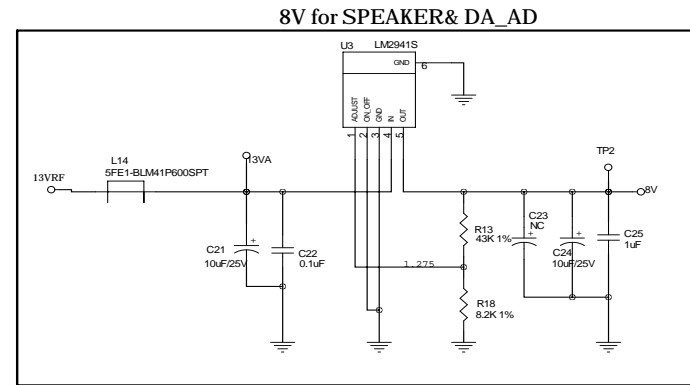 8V for SPEAKER& DA_AD
U3 LM2941S
GND 6
ADJUST
ON_OFF
GND
IN
OUT
1 2 3 4 5
13VA
TP2
L14
5FE1-BLM41P600SPT
13VRF
8V
C21
10uF/25V
C22
0.1uF
1.275
R13
43K 1%
R18
8.2K 1%
C23
NC
C24
10uF/25V
C25
1uF